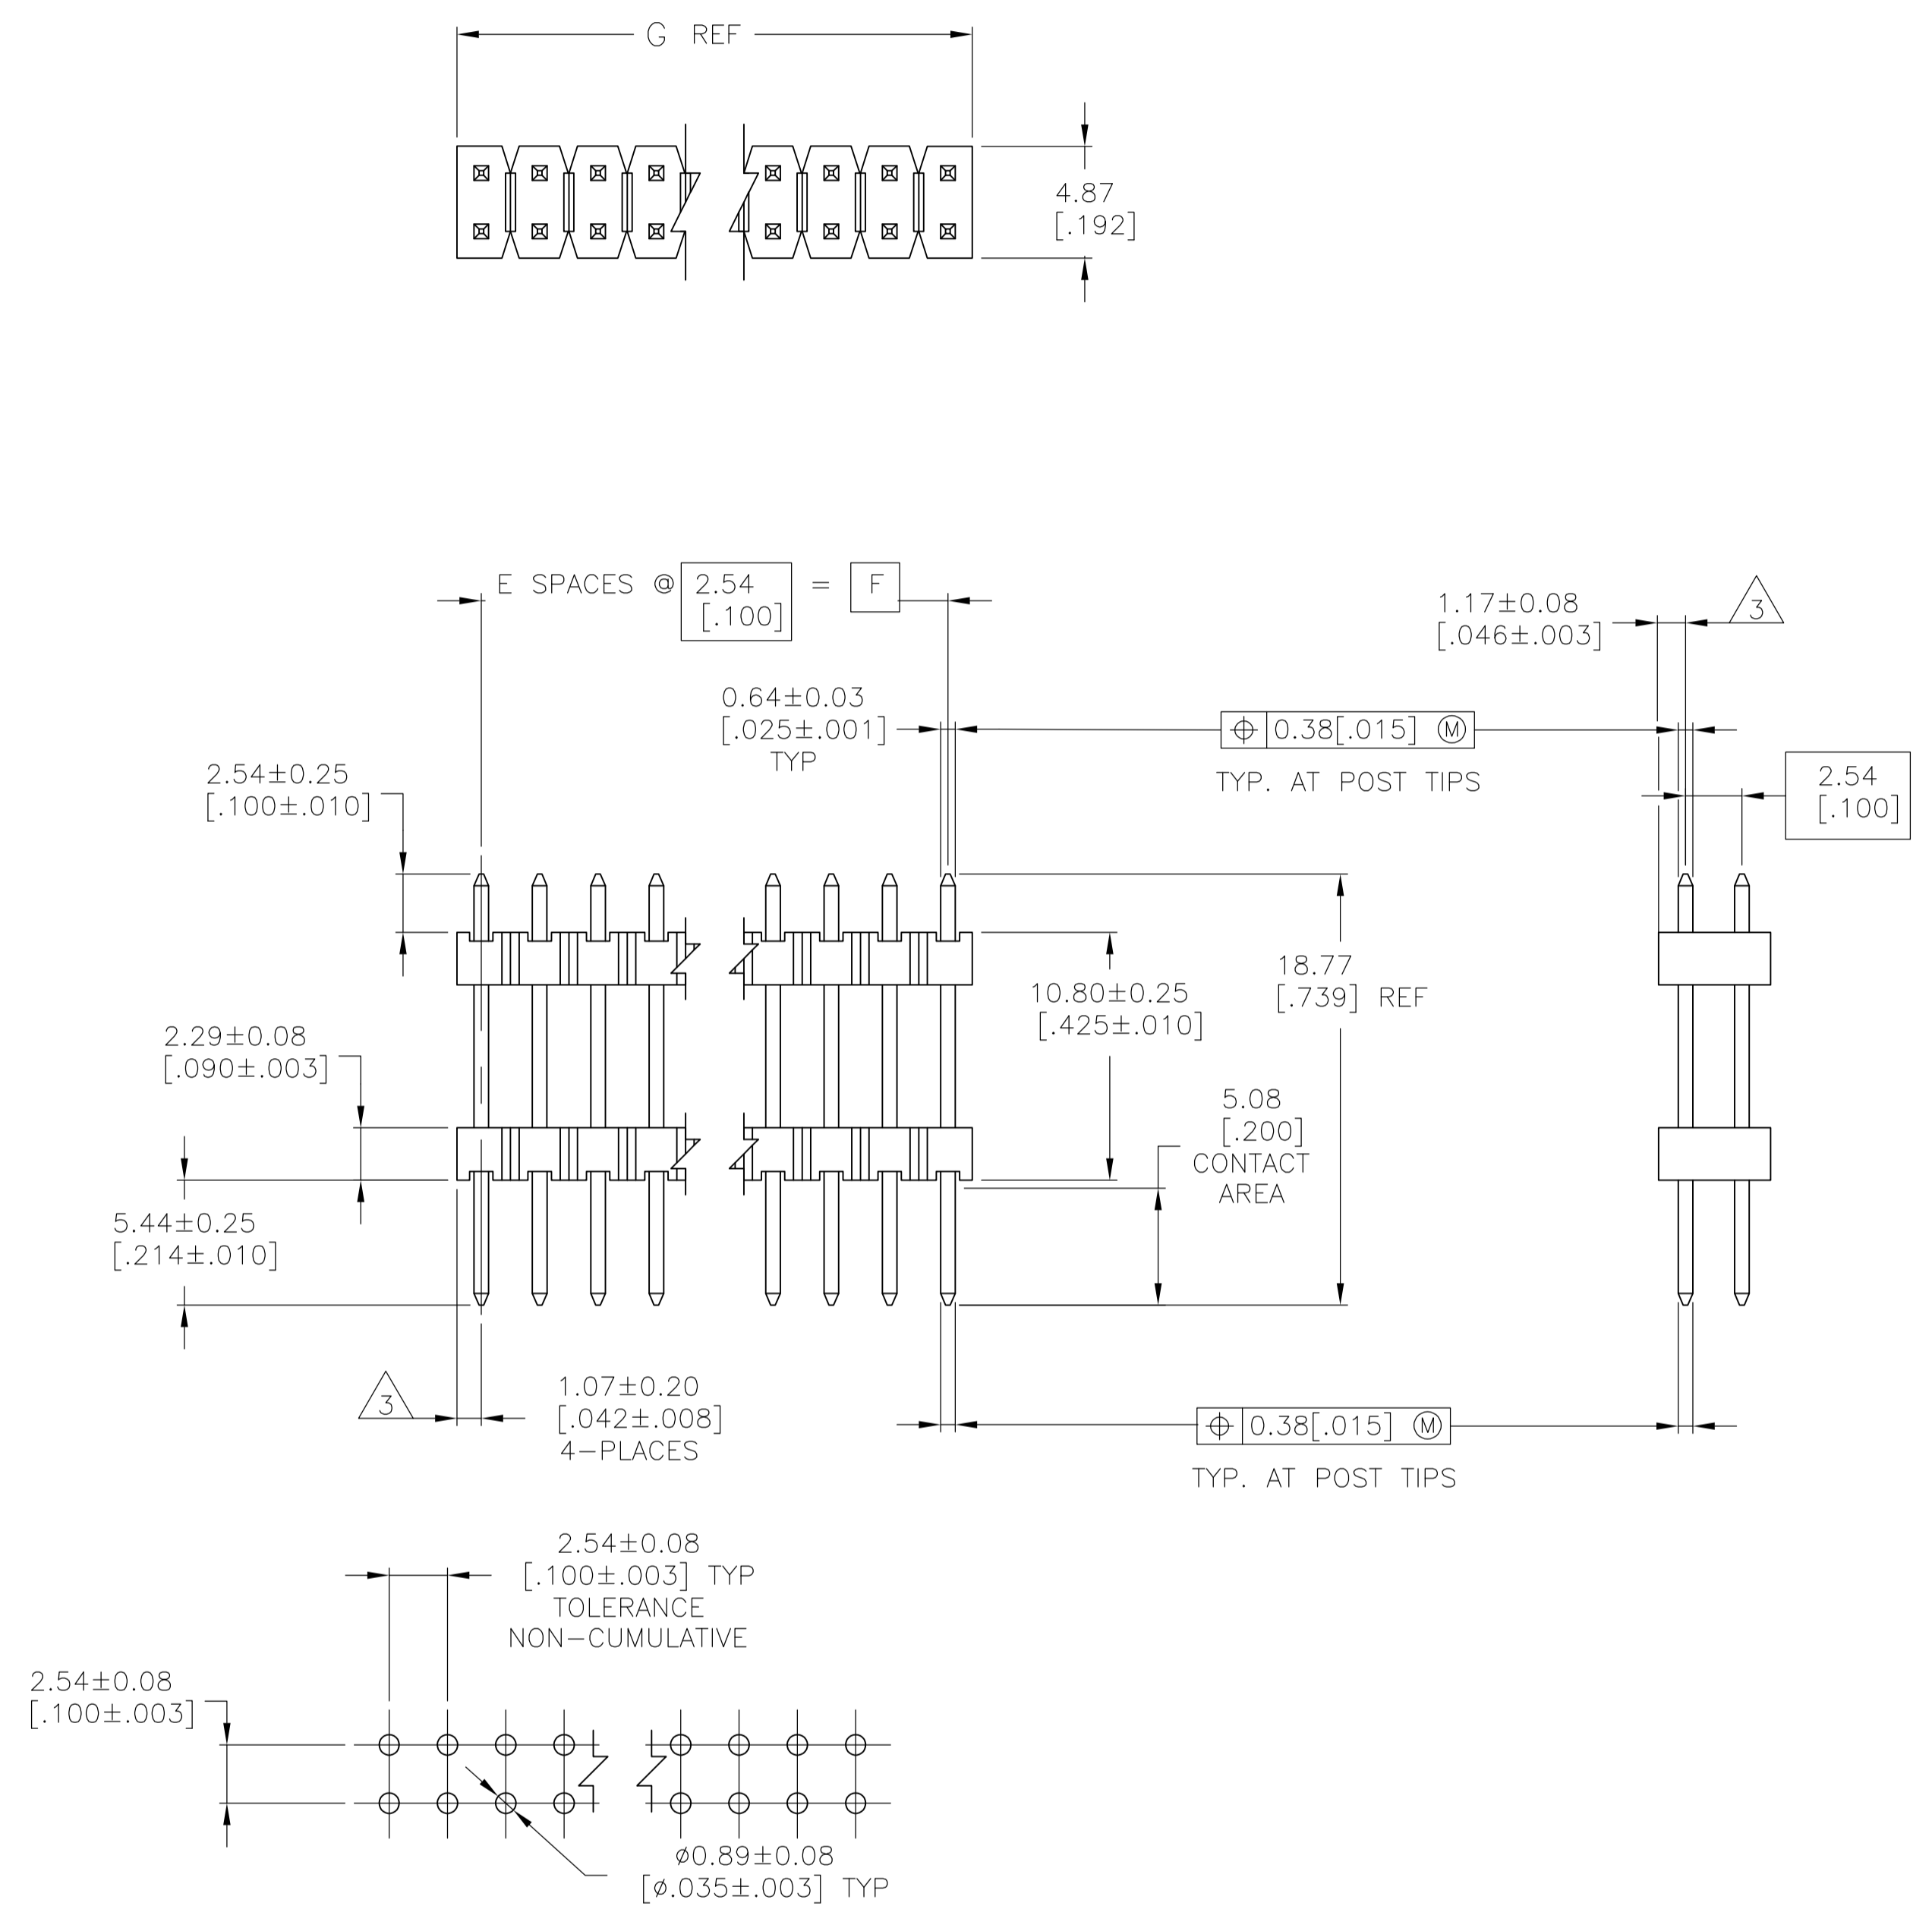 G REF
4.87
[.192]
E SPACES @ 2.54 = F
[.100]
1.17±0.08
[.046±.003]
3
0.64±0.03
[.025±.001]
TYP
⌖ 0.38[.015] Ⓜ
TYP. AT POST TIPS
2.54±0.25
[.100±.010]
2.54
[.100]
18.77
[.739] REF
10.80±0.25
[.425±.010]
2.29±0.08
[.090±.003]
5.08
[.200]
CONTACT
AREA
5.44±0.25
[.214±.010]
3
1.07±0.20
[.042±.008]
4-PLACES
⌖ 0.38[.015] Ⓜ
TYP. AT POST TIPS
2.54±0.08
[.100±.003] TYP
TOLERANCE
NON-CUMULATIVE
2.54±0.08
[.100±.003]
ø0.89±0.08
[ø.035±.003] TYP